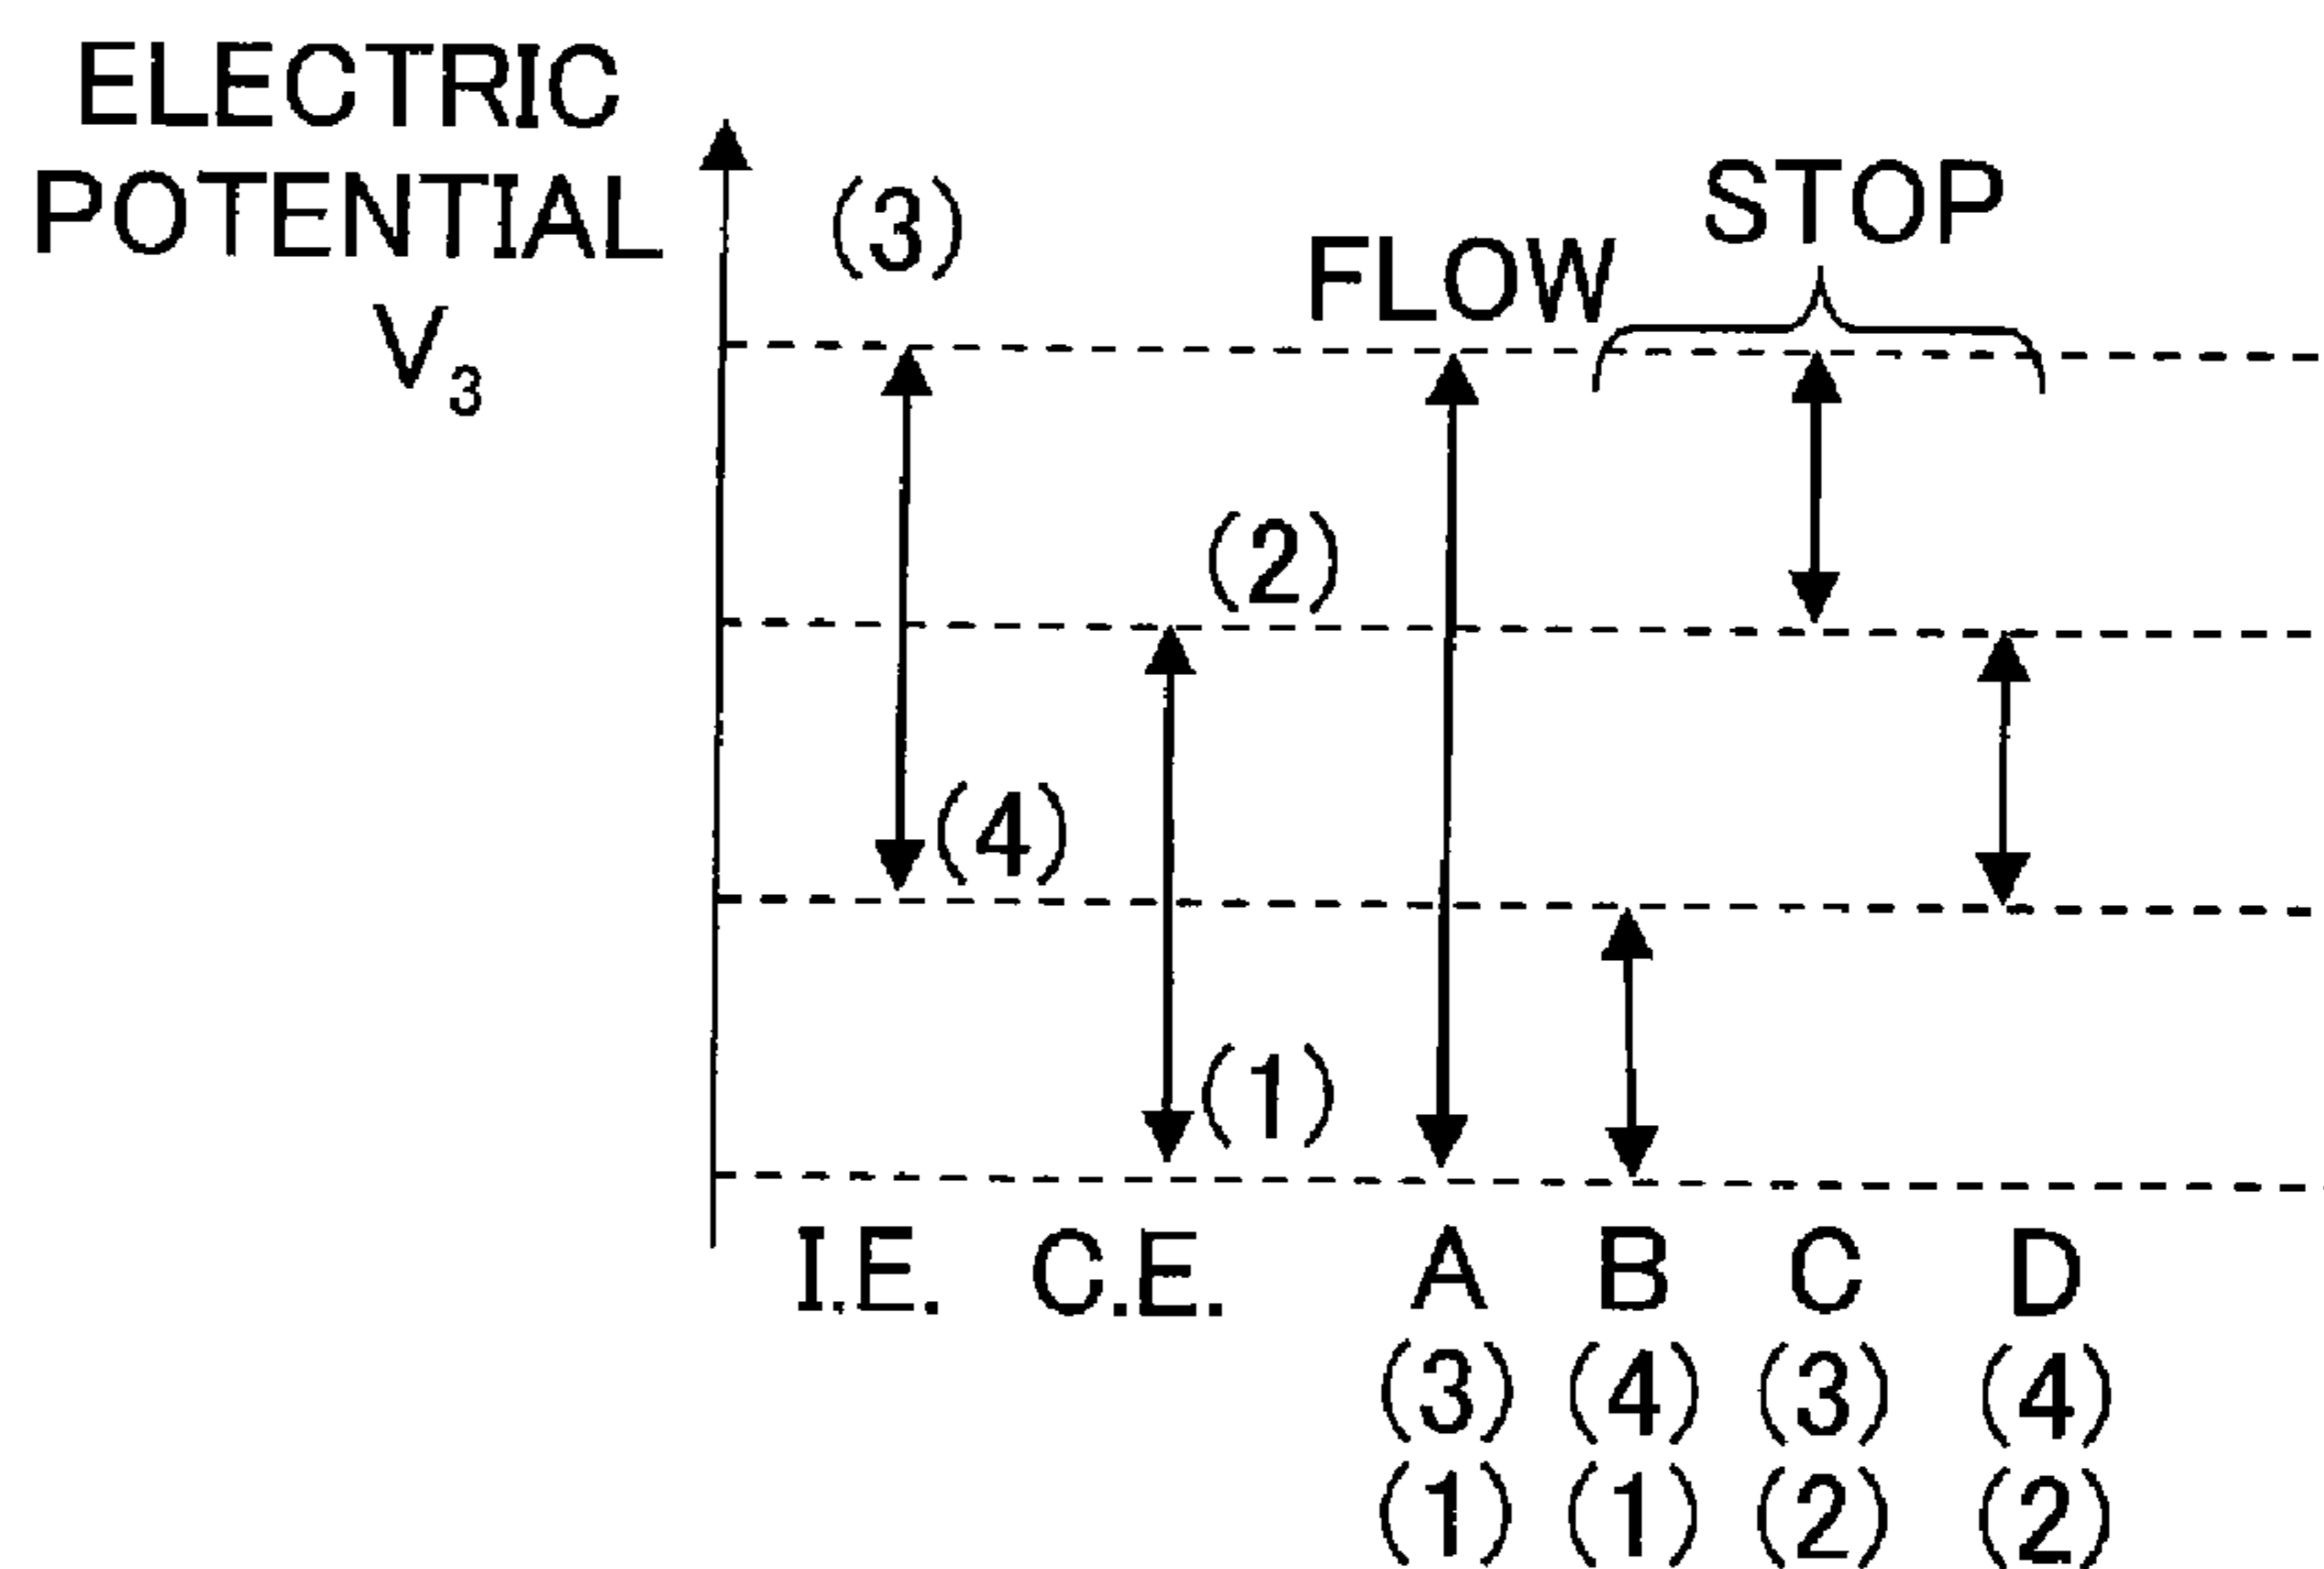 ELECTRIC
POTENTIAL
V₃
(3)
FLOW
STOP
(2)
(4)
(1)
I.E. C.E. A B C D
(3) (4) (3) (4)
(1) (1) (2) (2)